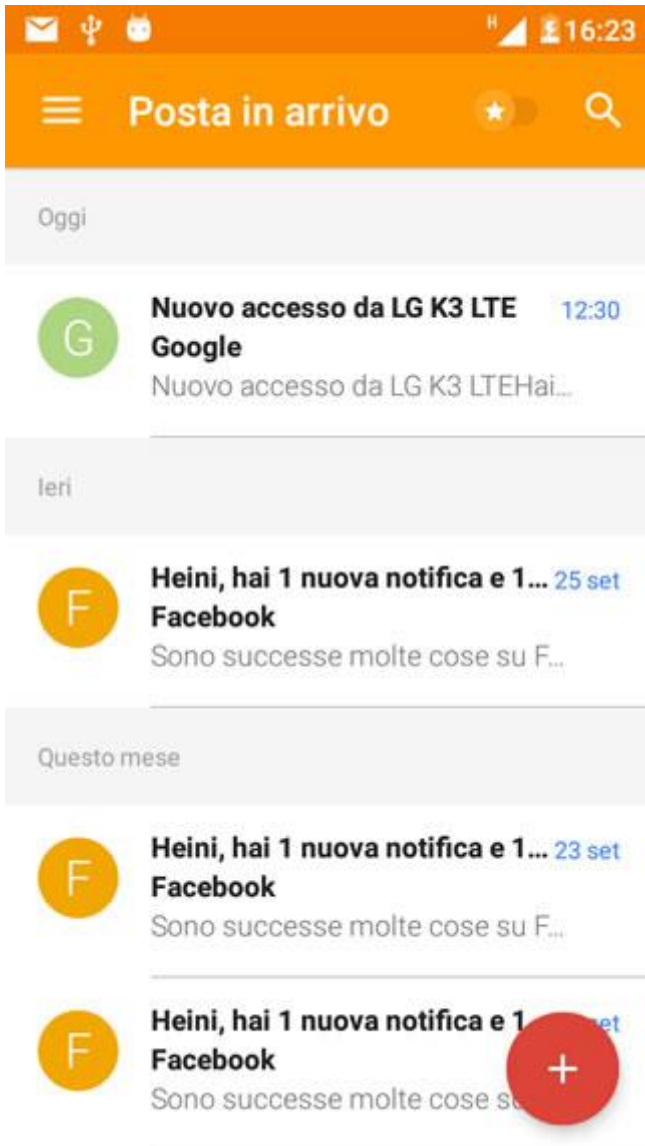 H 16:23
Posta in arrivo
Oggi
G
Nuovo accesso da LG K3 LTE 12:30
Google
Nuovo accesso da LG K3 LTEHai...
Ieri
F
Heini, hai 1 nuova notifica e 1... 25 set
Facebook
Sono successe molte cose su F...
Questo mese
F
Heini, hai 1 nuova notifica e 1... 23 set
Facebook
Sono successe molte cose su F...
F
Heini, hai 1 nuova notifica e 1
Facebook
Sono successe molte cose
+